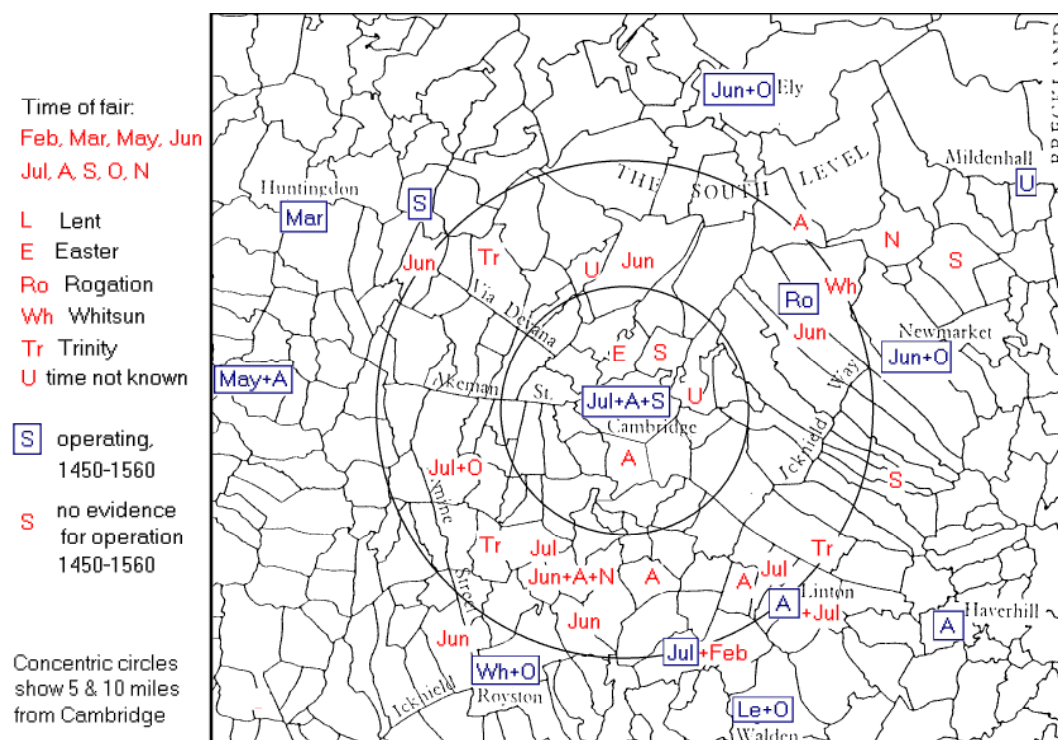 Time of fair:
Feb, Mar, May, Jun
Jul, A, S, O, N
L Lent
E Easter
Ro Rogation
Wh Whitsun
Tr Trinity
U time not known
S operating,
1450-1560
S no evidence
for operation
1450-1560
Concentric circles
show 5 & 10 miles
from Cambridge
BRECKLAND
Jun+O Ely
Mildenhall
U
THE SOUTH LEVEL
Huntingdon
Mar
S
A
N
S
Jun
Tr
U
Jun
Wh
Ro
Jun
Via Devana
Newmarket
Jun+O
E
S
May+A
Akeman St.
Jul+A+S
U
Cambridge
Way
Icknield
A
Jul+O
S
Tr
Jul
Tr
Jun+A+N
A
A
Jul
Street
Linton
A
+Jul
Haverhill
A
Jun
Jun
Jul+Feb
Wh+O
Royston
Icknield
Le+O
Walden